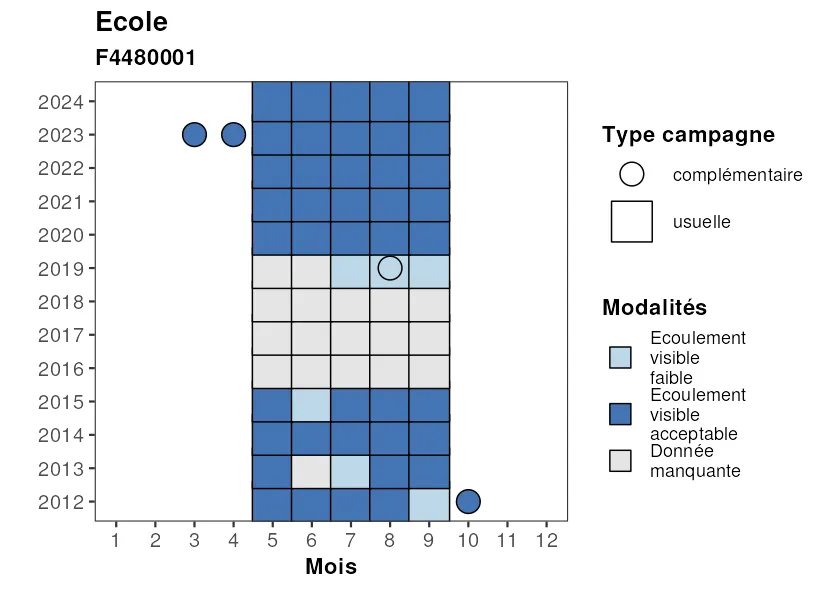 Ecole
F4480001
2024
2023
2022
2021
2020
2019
2018
2017
2016
2015
2014
2013
2012
1 2 3 4 5 6 7 8 9 10 11 12
Mois
Type campagne
complémentaire
usuelle
Modalités
Ecoulement
visible
faible
Ecoulement
visible
acceptable
Donnée
manquante